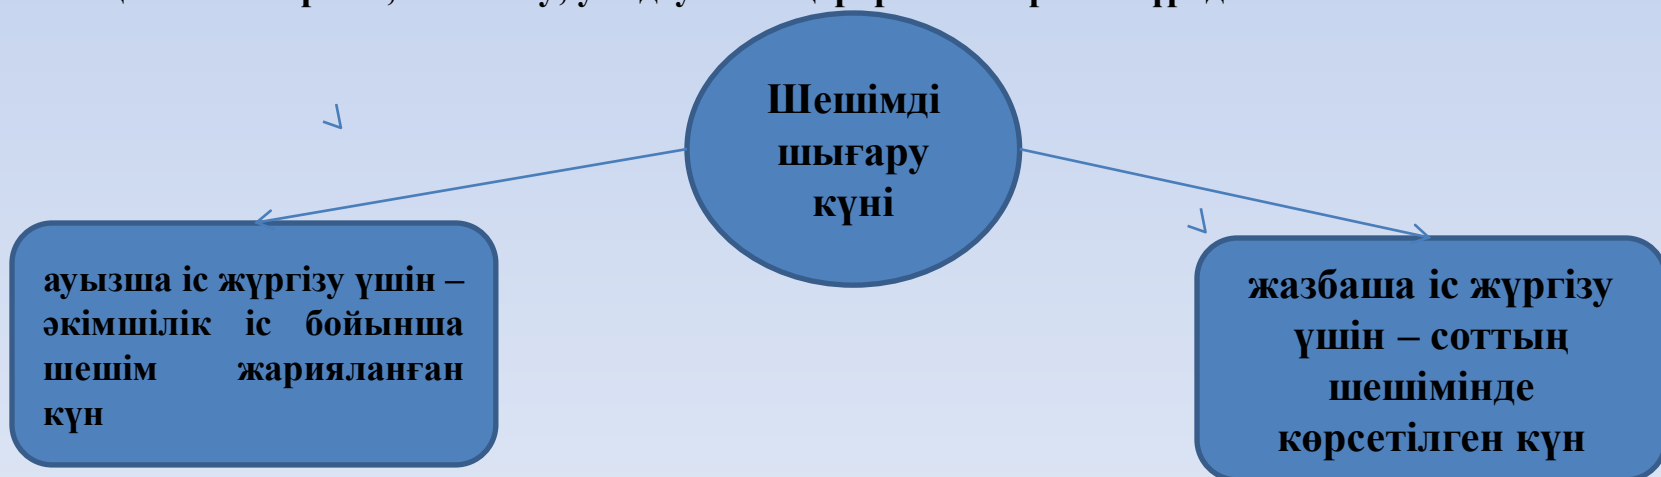 Шешімді
шығару
күні
ауызша іс жүргізу үшін –
әкімшілік іс бойынша
шешім жарияланған
күн
жазбаша іс жүргізу
үшін – соттың
шешімінде
көрсетілген күн